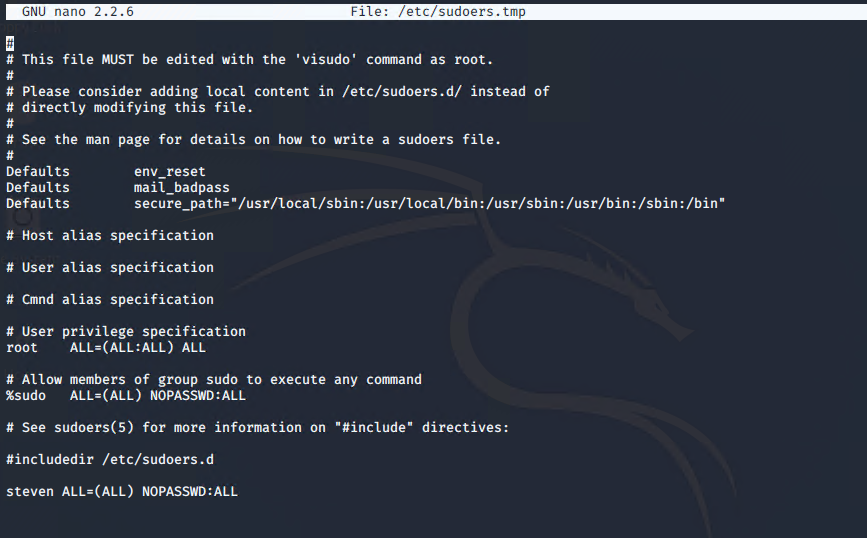 GNU nano 2.2.6 File: /etc/sudoers.tmp
#
# This file MUST be edited with the 'visudo' command as root.
#
# Please consider adding local content in /etc/sudoers.d/ instead of
# directly modifying this file.
#
# See the man page for details on how to write a sudoers file.
#
Defaults        env_reset
Defaults        mail_badpass
Defaults        secure_path="/usr/local/sbin:/usr/local/bin:/usr/sbin:/usr/bin:/sbin:/bin"
# Host alias specification
# User alias specification
# Cmnd alias specification
# User privilege specification
root    ALL=(ALL:ALL) ALL
# Allow members of group sudo to execute any command
%sudo   ALL=(ALL) NOPASSWD:ALL
# See sudoers(5) for more information on "#include" directives:
#includedir /etc/sudoers.d
steven ALL=(ALL) NOPASSWD:ALL